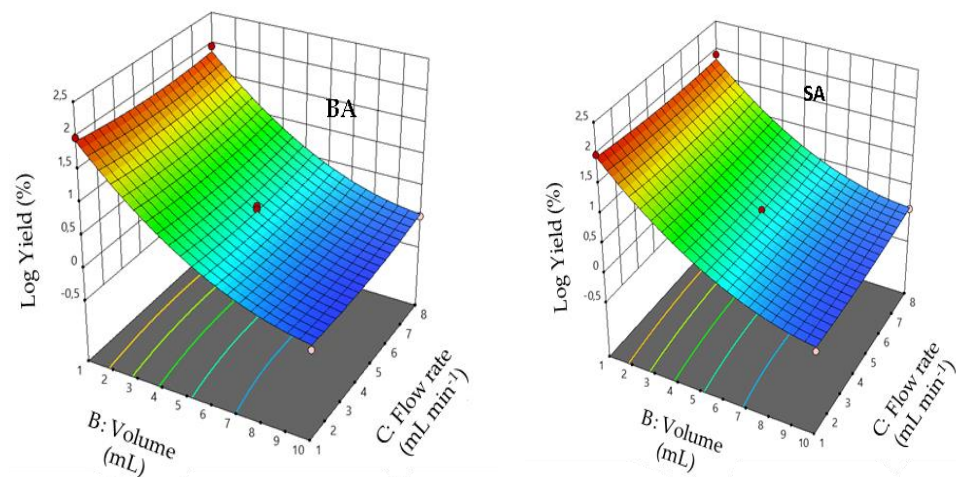 BA
Log Yield (%)
2,5
2
1,5
1
0,5
0
-0,5
1 2 3 4 5 6 7 8 9 10
B: Volume
(mL)
1 2 3 4 5 6 7 8
C: Flow rate
(mL min⁻¹)
SA
Log Yield (%)
2,5
2
1,5
1
0,5
0
-0,5
1 2 3 4 5 6 7 8 9 10
B: Volume
(mL)
1 2 3 4 5 6 7 8
C: Flow rate
(mL min⁻¹)